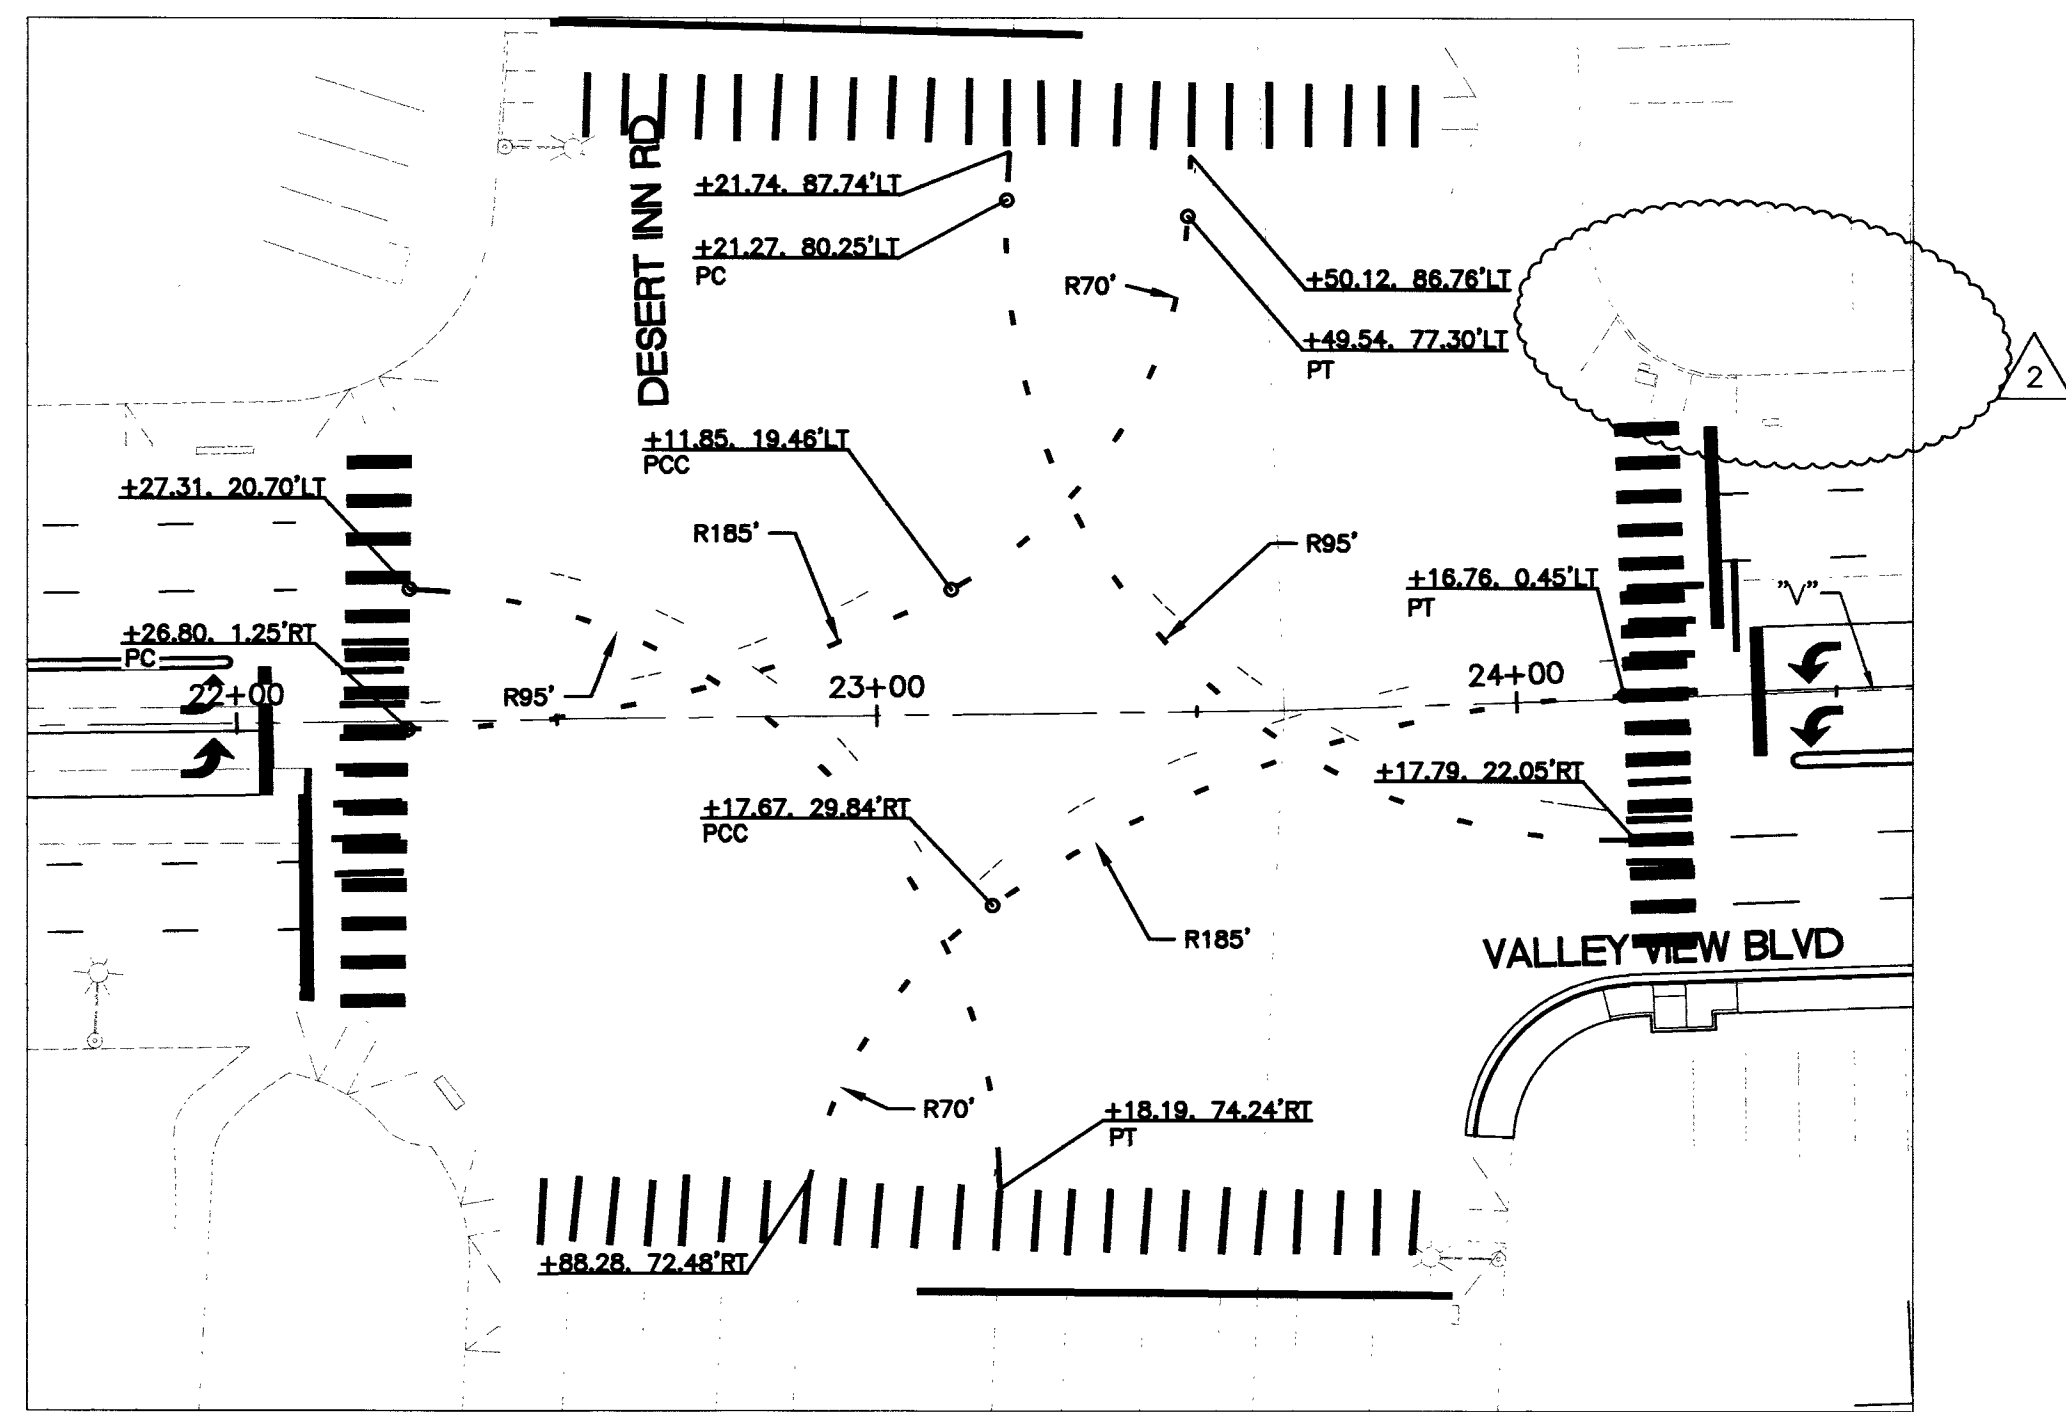 DESERT INN RD
+21.74, 87.74'LT
+21.27, 80.25'LT
PC
R70'
+50.12, 86.76'LT
+49.54, 77.30'LT
PT
2
+11.85, 19.46'LT
PCC
+27.31, 20.70'LT
R185'
R95'
+16.76, 0.45'LT
PT
"V"
+26.80, 1.25'RT
PC
22+00
R95'
23+00
24+00
+17.79, 22.05'RT
+17.67, 29.84'RT
PCC
R185'
VALLEY VIEW BLVD
R70'
+18.19, 74.24'RT
PT
+88.28, 72.48'RT